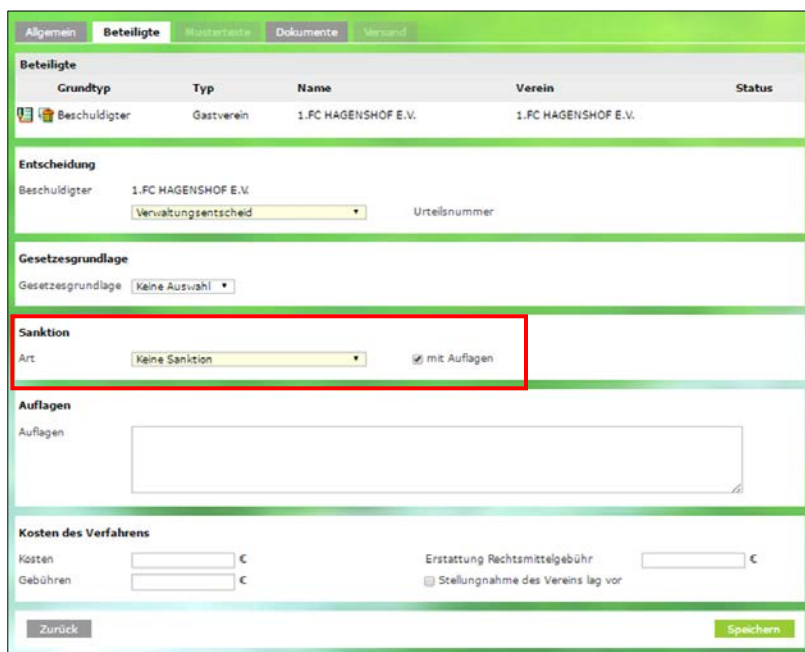 Allgemein Beteiligte Mustertexte Dokumente Versand
Beteiligte
Grundtyp Typ Name Verein Status
Beschuldigter Gastverein 1.FC HAGENSHOF E.V. 1.FC HAGENSHOF E.V.
Entscheidung
Beschuldigter 1.FC HAGENSHOF E.V.
Verwaltungsentscheid Urteilsnummer
Gesetzesgrundlage
Gesetzesgrundlage Keine Auswahl
Sanktion
Art Keine Sanktion mit Auflagen
Auflagen
Auflagen
Kosten des Verfahrens
Kosten € Erstattung Rechtsmittelgebühr €
Gebühren € Stellungnahme des Vereins lag vor
Zurück Speichern